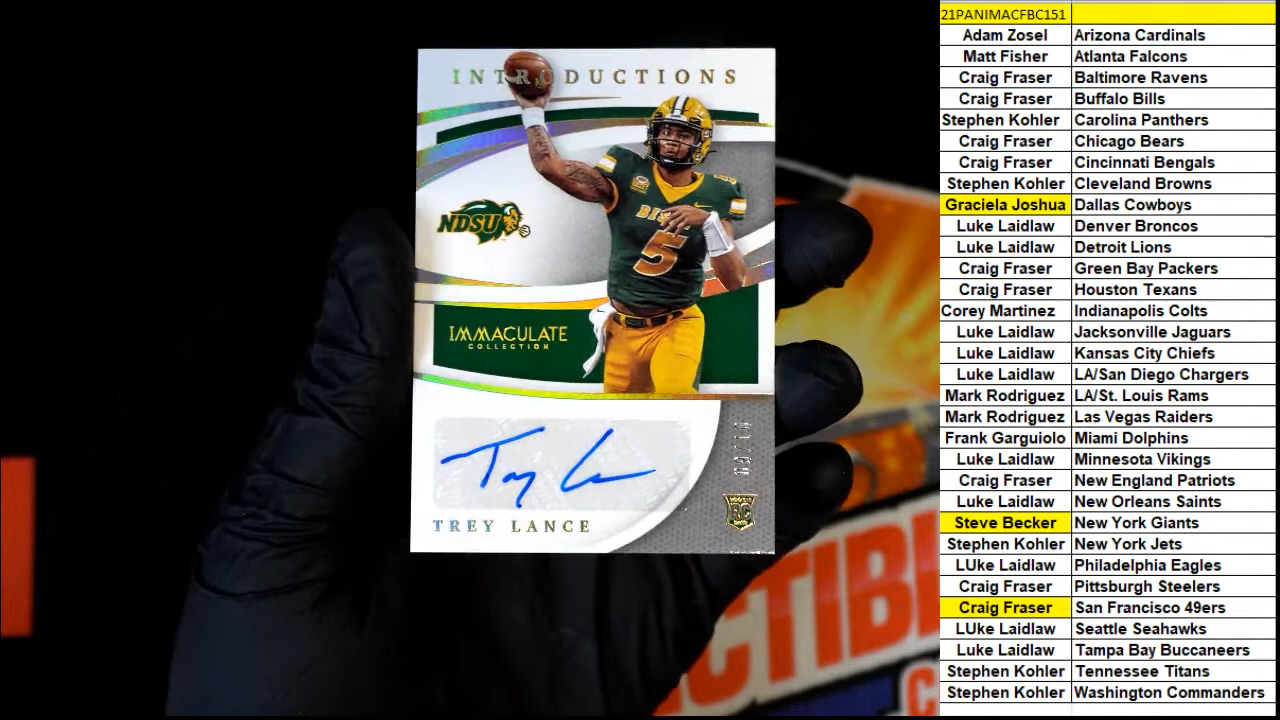 INTRODUCTIONS
NDSU
BISON
5
IMMACULATE
COLLECTION
Trey Lance
TREY LANCE
RC
CTIBL
C
21PANIMACFBC151
Adam Zosel Arizona Cardinals
Matt Fisher Atlanta Falcons
Craig Fraser Baltimore Ravens
Craig Fraser Buffalo Bills
Stephen Kohler Carolina Panthers
Craig Fraser Chicago Bears
Craig Fraser Cincinnati Bengals
Stephen Kohler Cleveland Browns
Graciela Joshua Dallas Cowboys
Luke Laidlaw Denver Broncos
Luke Laidlaw Detroit Lions
Craig Fraser Green Bay Packers
Craig Fraser Houston Texans
Corey Martinez Indianapolis Colts
Luke Laidlaw Jacksonville Jaguars
Luke Laidlaw Kansas City Chiefs
Luke Laidlaw LA/San Diego Chargers
Mark Rodriguez LA/St. Louis Rams
Mark Rodriguez Las Vegas Raiders
Frank Garguiolo Miami Dolphins
Luke Laidlaw Minnesota Vikings
Craig Fraser New England Patriots
Luke Laidlaw New Orleans Saints
Steve Becker New York Giants
Stephen Kohler New York Jets
LUke Laidlaw Philadelphia Eagles
Craig Fraser Pittsburgh Steelers
Craig Fraser San Francisco 49ers
LUke Laidlaw Seattle Seahawks
Luke Laidlaw Tampa Bay Buccaneers
Stephen Kohler Tennessee Titans
Stephen Kohler Washington Commanders